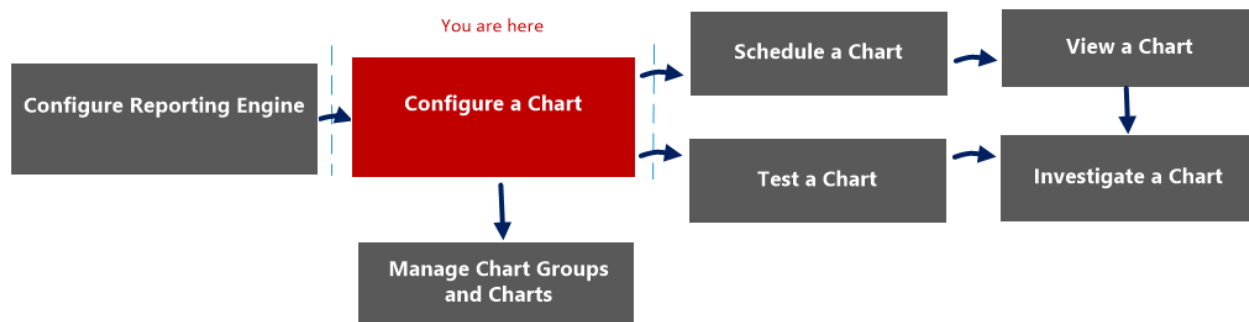 You are here
Configure Reporting Engine
Configure a Chart
Schedule a Chart
View a Chart
Test a Chart
Investigate a Chart
Manage Chart Groups
and Charts